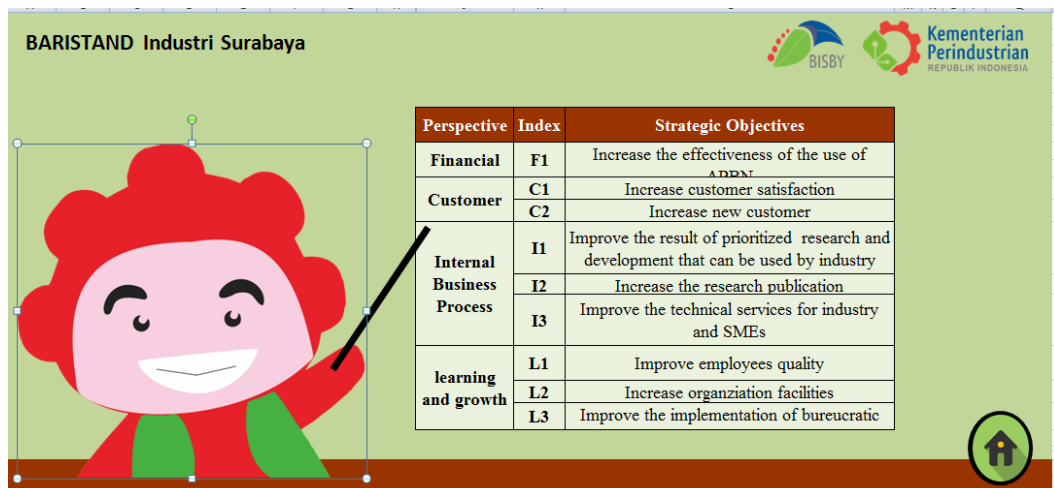 BARISTAND Industri Surabaya
BISBY
Kementerian
Perindustrian
REPUBLIK INDONESIA
Perspective Index Strategic Objectives
Financial F1 Increase the effectiveness of the use of
APBN
Customer
C1 Increase customer satisfaction
C2 Increase new customer
Internal
Business
Process
I1 Improve the result of prioritized research and
development that can be used by industry
I2 Increase the research publication
I3 Improve the technical services for industry
and SMEs
learning
and growth
L1 Improve employees quality
L2 Increase organziation facilities
L3 Improve the implementation of bureucratic